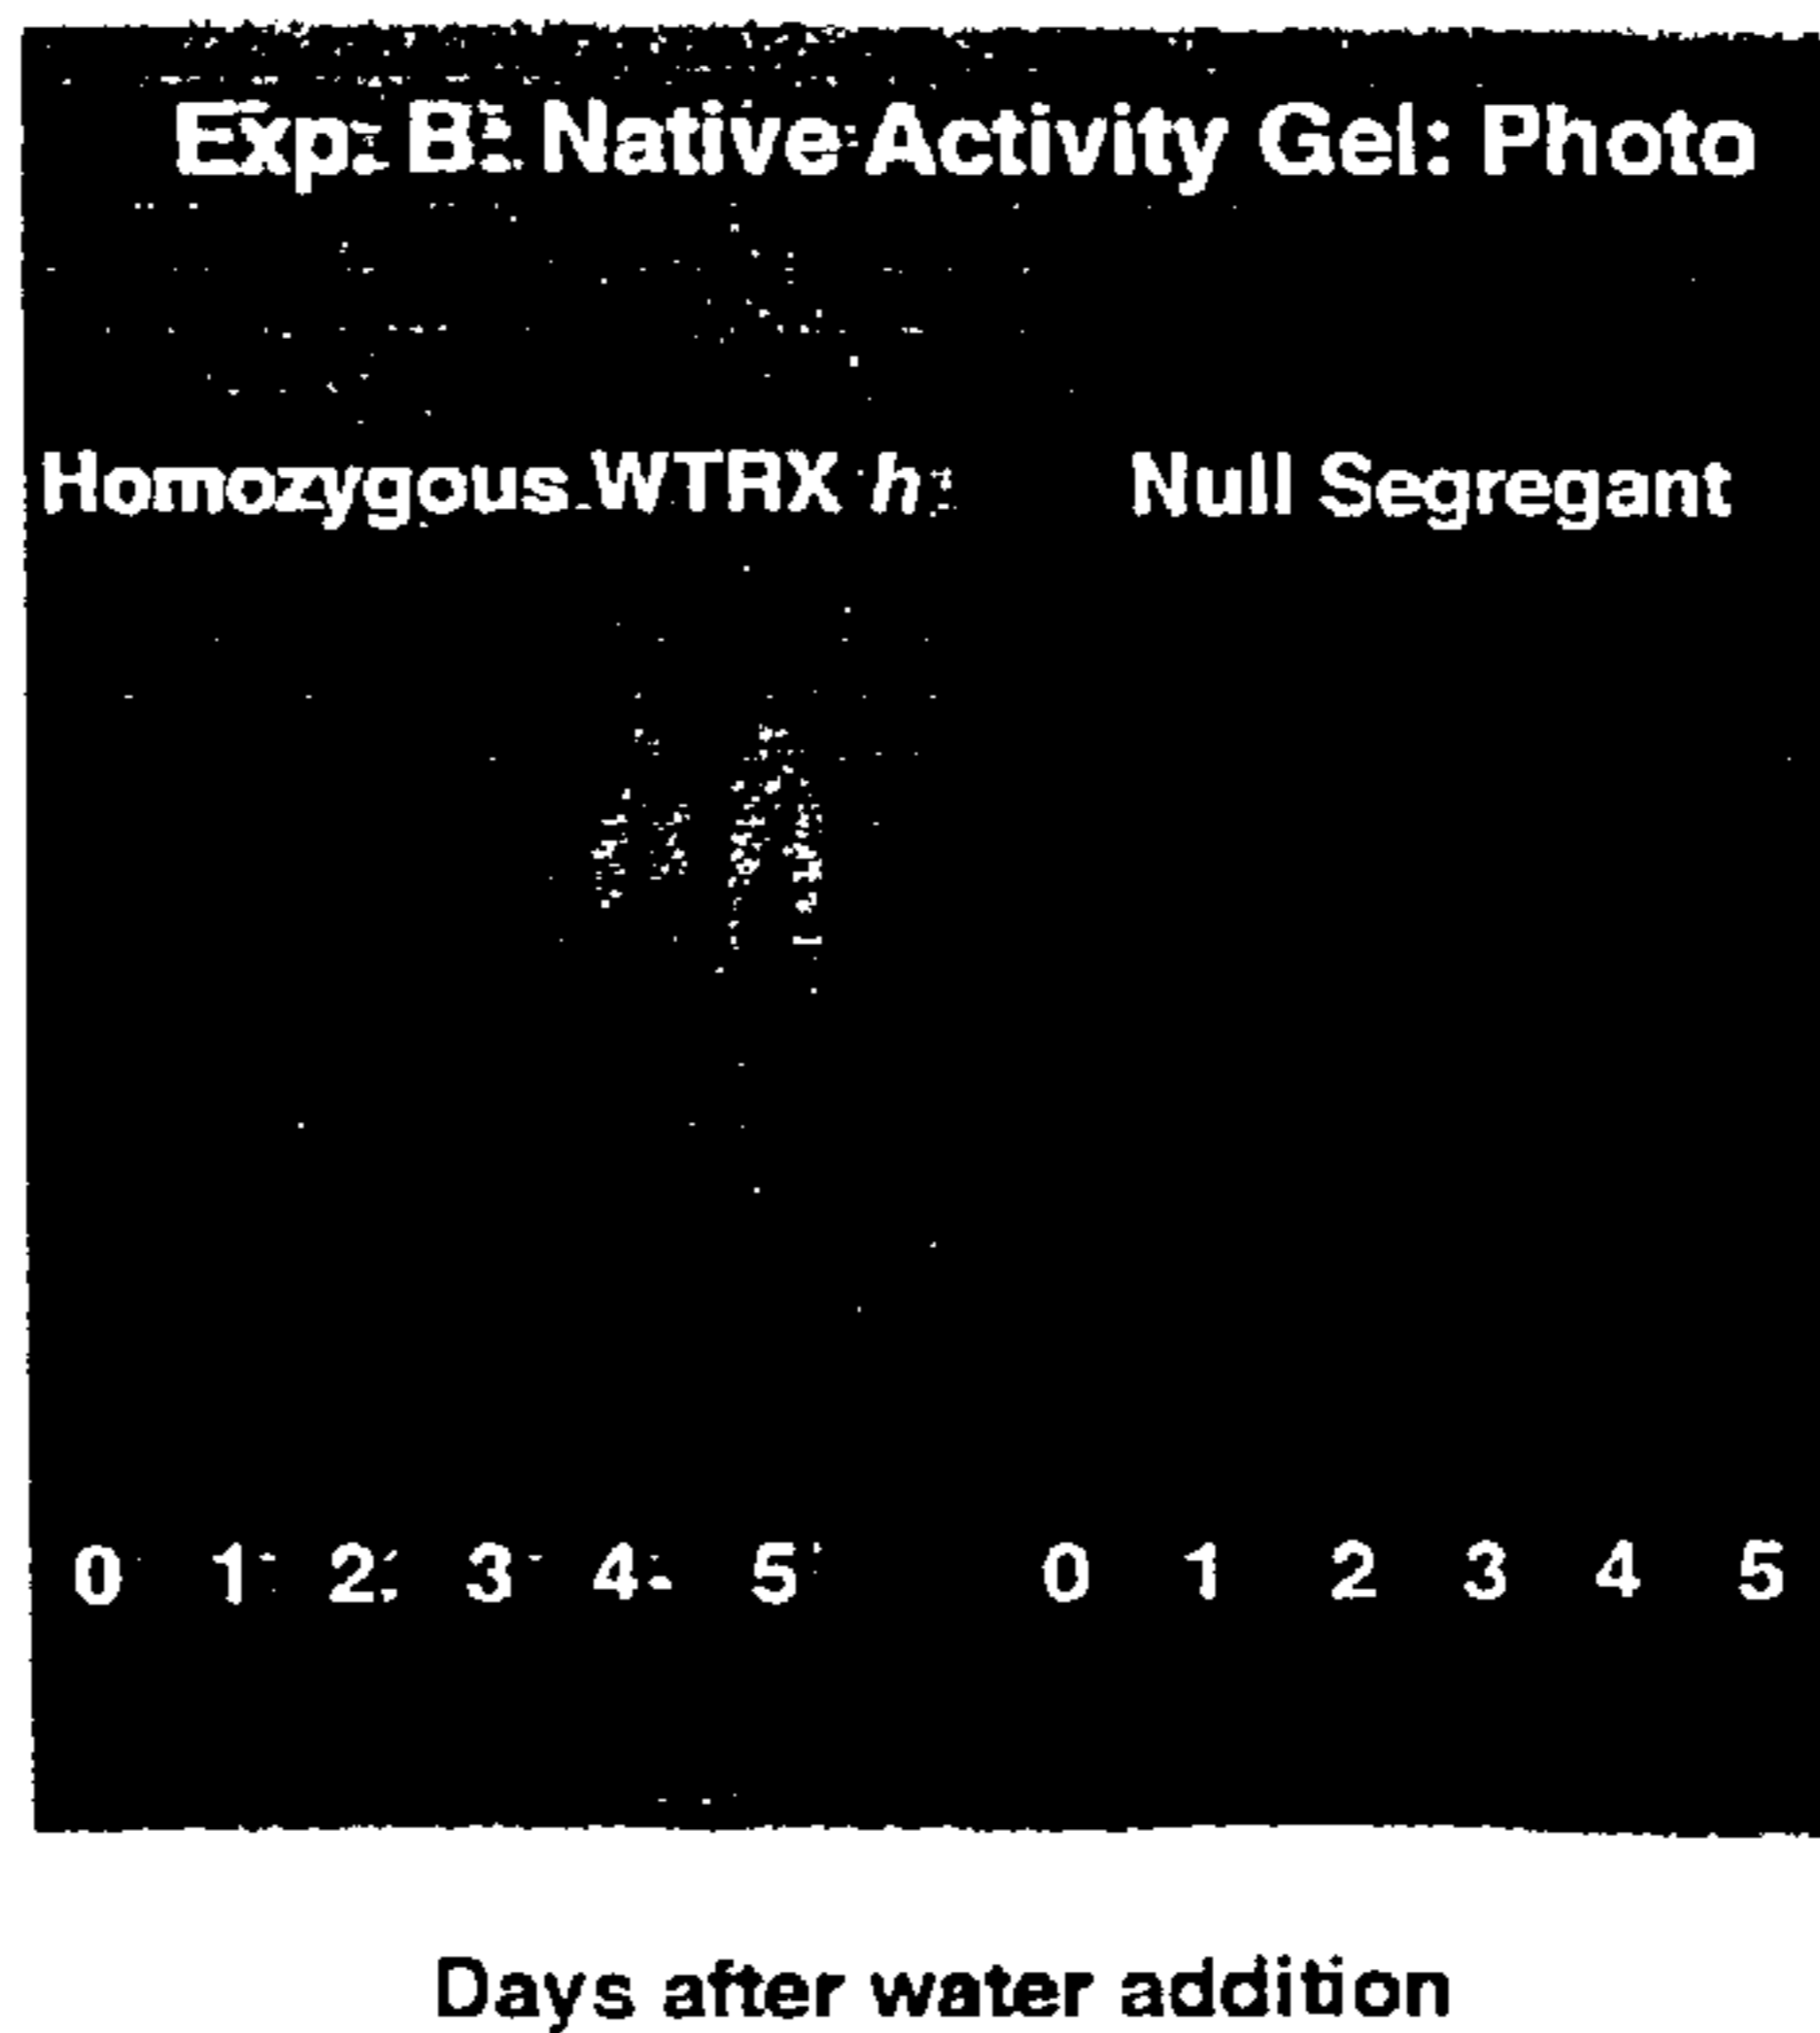 Exp. B: Native Activity Gel: Photo
Homozygous WTRX h Null Segregant
0 1 2 3 4 5 0 1 2 3 4 5
Days after water addition